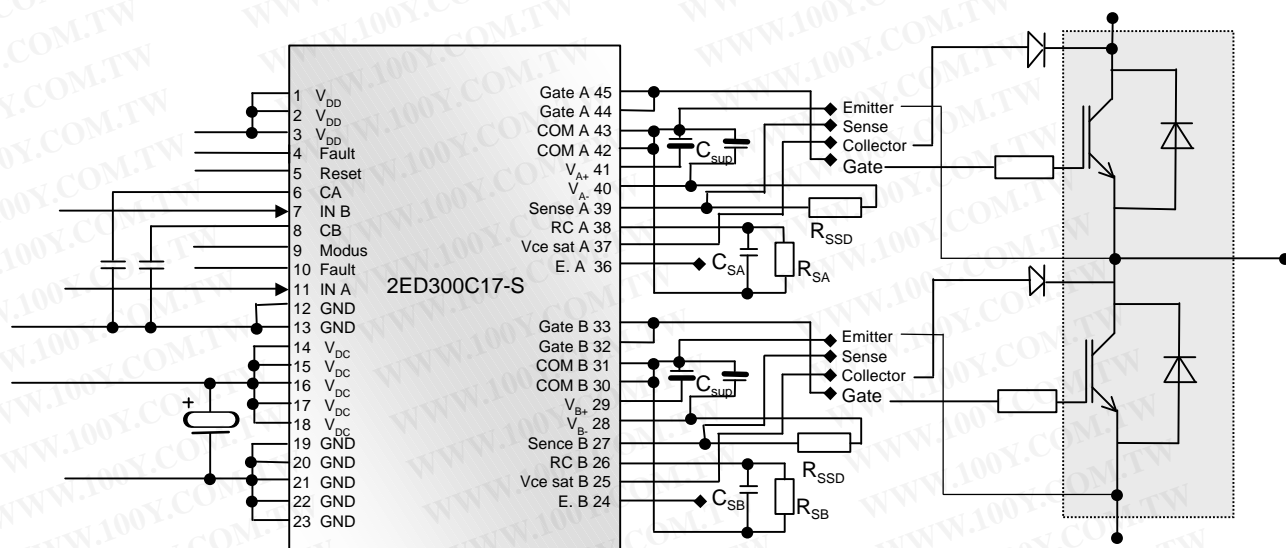 1 VDD
2 VDD
3 VDD
4 Fault
5 Reset
6 CA
7 IN B
8 CB
9 Modus
10 Fault
11 IN A
12 GND
13 GND
14 VDC
15 VDC
16 VDC
17 VDC
18 VDC
19 GND
20 GND
21 GND
22 GND
23 GND
+
2ED300C17-S
Gate A 45
Gate A 44
COM A 43
COM A 42
VA+ 41
VA- 40
Sense A 39
RC A 38
Vce sat A 37
E. A 36
Gate B 33
Gate B 32
COM B 31
COM B 30
VB+ 29
VB- 28
Sence B 27
RC B 26
Vce sat B 25
E. B 24
Csup
RSSD
CSA
RSA
Emitter
Sense
Collector
Gate
Csup
RSSD
CSB
RSB
Emitter
Sense
Collector
Gate
WWW.100Y.COM.TW